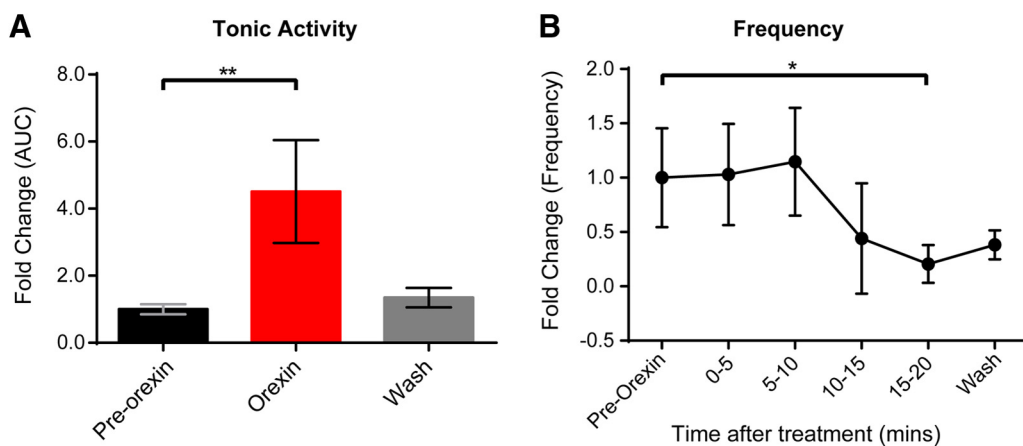 A
Tonic Activity
Fold Change (AUC)
8.0
6.0
4.0
2.0
0.0
**
Pre-orexin
Orexin
Wash
B
Frequency
Fold Change (Frequency)
2.0
1.5
1.0
0.5
0.0
-0.5
*
Pre-Orexin
0-5
5-10
10-15
15-20
Wash
Time after treatment (mins)